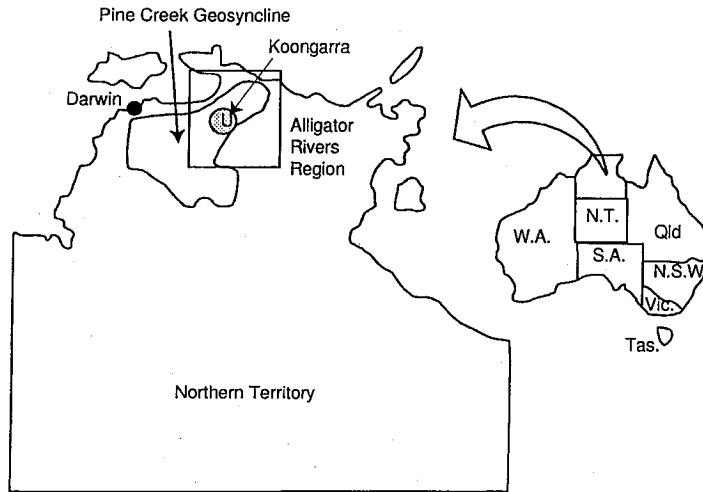 Pine Creek Geosyncline
Koongarra
Darwin
U
Alligator
Rivers
Region
N.T.
W.A.
Qld
S.A.
N.S.W
Vic.
Tas.
Northern Territory